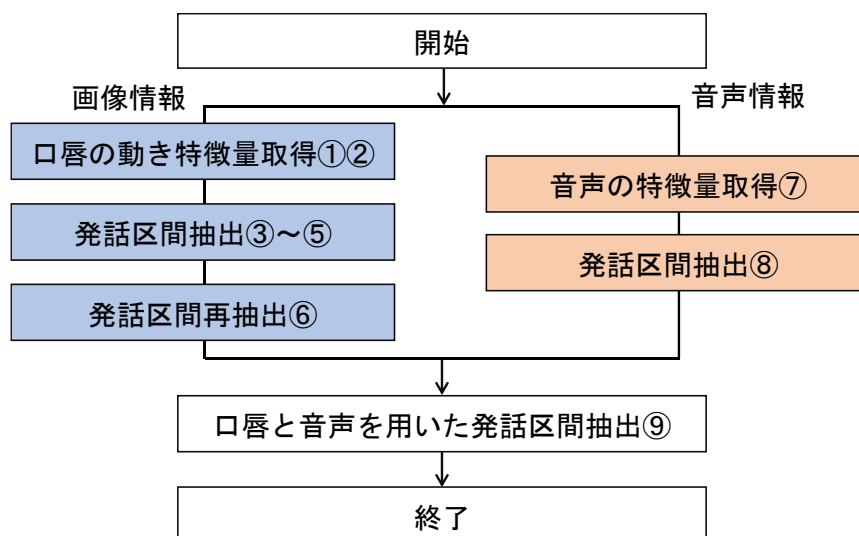 開始
画像情報
音声情報
口唇の動き特徴量取得①②
音声の特徴量取得⑦
発話区間抽出③～⑤
発話区間抽出⑧
発話区間再抽出⑥
口唇と音声を用いた発話区間抽出⑨
終了